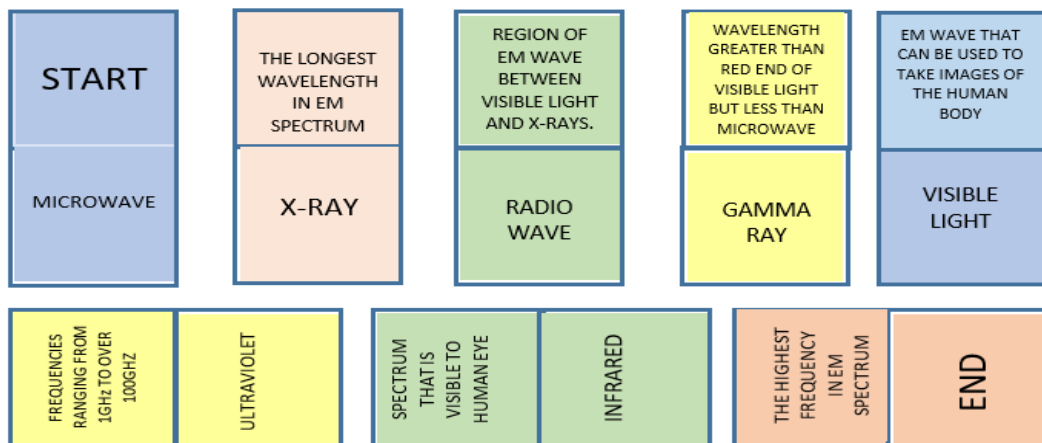 START
MICROWAVE
THE LONGEST
WAVELENGTH
IN EM
SPECTRUM
X-RAY
REGION OF
EM WAVE
BETWEEN
VISIBLE LIGHT
AND X-RAYS.
RADIO
WAVE
WAVELENGTH
GREATER THAN
RED END OF
VISIBLE LIGHT
BUT LESS THAN
MICROWAVE
GAMMA
RAY
EM WAVE THAT
CAN BE USED TO
TAKE IMAGES OF
THE HUMAN
BODY
VISIBLE
LIGHT
FREQUENCIES
RANGING FROM
1GHz TO OVER
100GHZ
ULTRAVIOLET
SPECTRUM
THAT IS
VISIBLE TO
HUMAN EYE
INFRARED
THE HIGHEST
FREQUENCY
IN EM
SPECTRUM
END